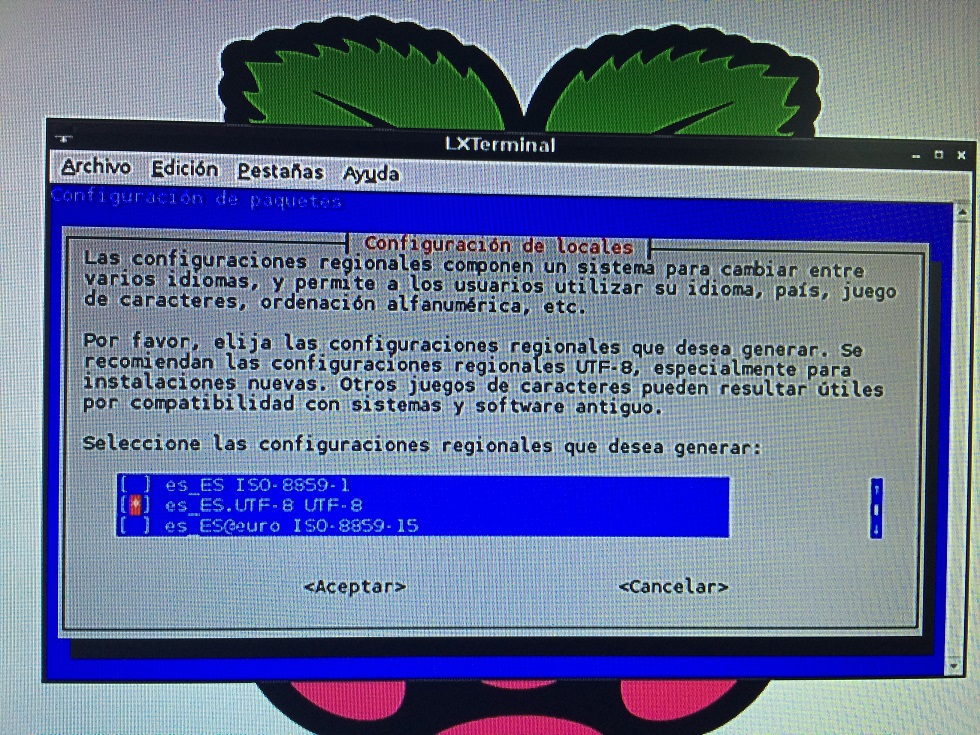 LXTerminal
Archivo Edición Pestañas Ayuda
Configuración de paquetes
Configuración de locales
Las configuraciones regionales componen un sistema para cambiar entre
varios idiomas, y permite a los usuarios utilizar su idioma, país, juego
de caracteres, ordenación alfanumérica, etc.
Por favor, elija las configuraciones regionales que desea generar. Se
recomiendan las configuraciones regionales UTF-8, especialmente para
instalaciones nuevas. Otros juegos de caracteres pueden resultar útiles
por compatibilidad con sistemas y software antiguo.
Seleccione las configuraciones regionales que desea generar:
[ ] es_ES ISO-8859-1
[*] es_ES.UTF-8 UTF-8
[ ] es_ES@euro ISO-8859-15
<Aceptar> <Cancelar>